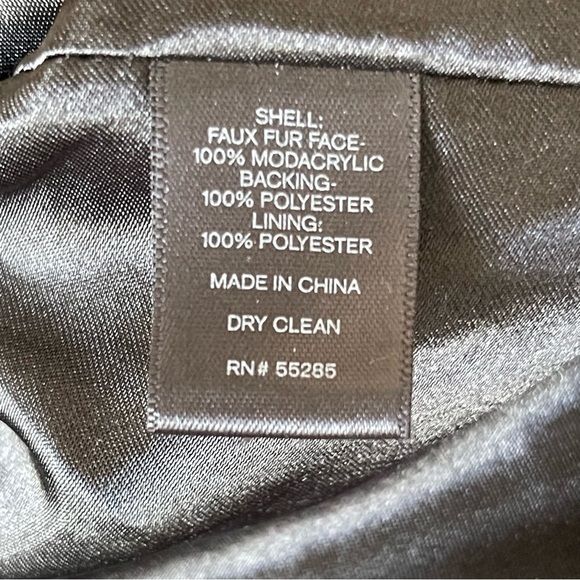 SHELL:
FAUX FUR FACE-
100% MODACRYLIC
BACKING-
100% POLYESTER
LINING:
100% POLYESTER
MADE IN CHINA
DRY CLEAN
RN# 55285